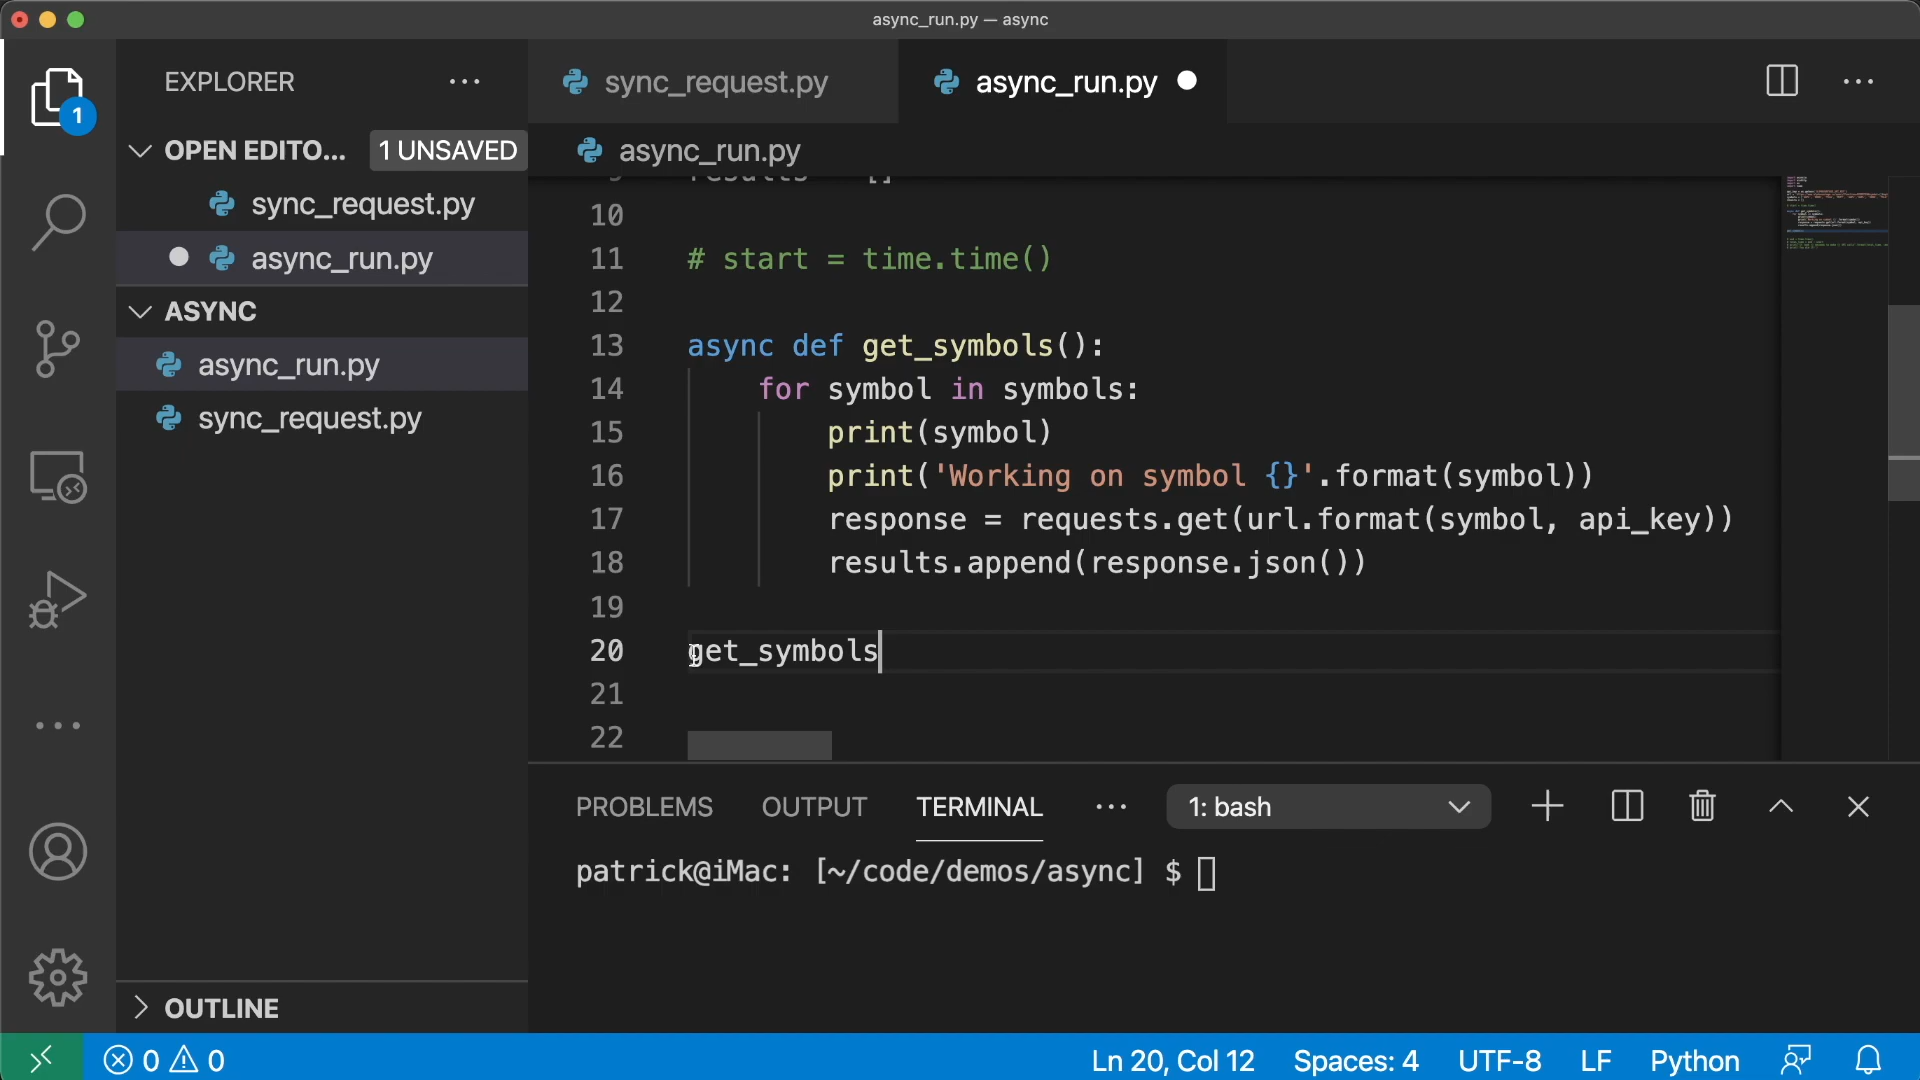 async_run.py — async
EXPLORER
sync_request.py
async_run.py
1
OPEN EDITO... 1 UNSAVED
async_run.py
sync_request.py
async_run.py
ASYNC
async_run.py
sync_request.py
OUTLINE
10
11 # start = time.time()
12
13 async def get_symbols():
14 for symbol in symbols:
15 print(symbol)
16 print('Working on symbol {}'.format(symbol))
17 response = requests.get(url.format(symbol, api_key))
18 results.append(response.json())
19
20 get_symbols
21
22
PROBLEMS OUTPUT TERMINAL 1: bash
patrick@iMac: [~/code/demos/async] $
0 0 Ln 20, Col 12 Spaces: 4 UTF-8 LF Python